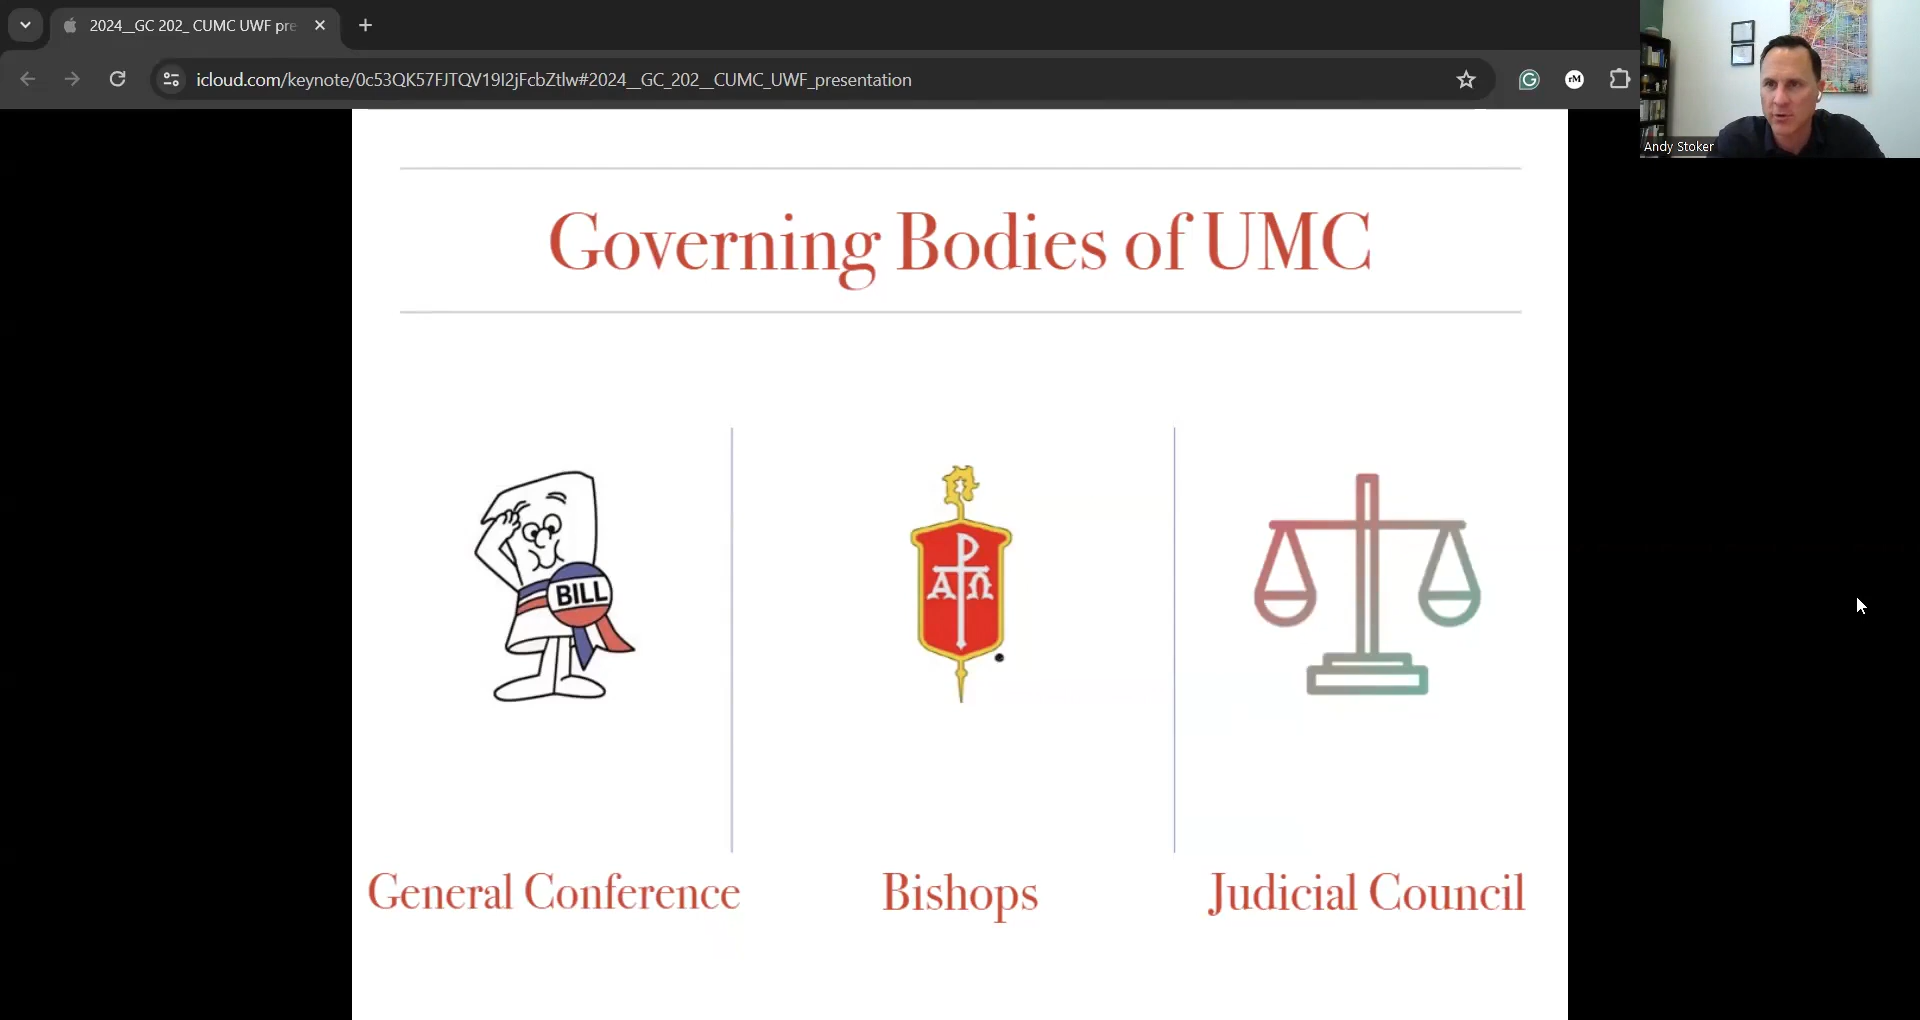 2024__GC 202_ CUMC UWF pre
icloud.com/keynote/0c53QK57FJTQV19I2jFcbZtlw#2024__GC_202__CUMC_UWF_presentation
rM
Andy Stoker
Governing Bodies of UMC
BILL
Α Ω
General Conference
Bishops
Judicial Council